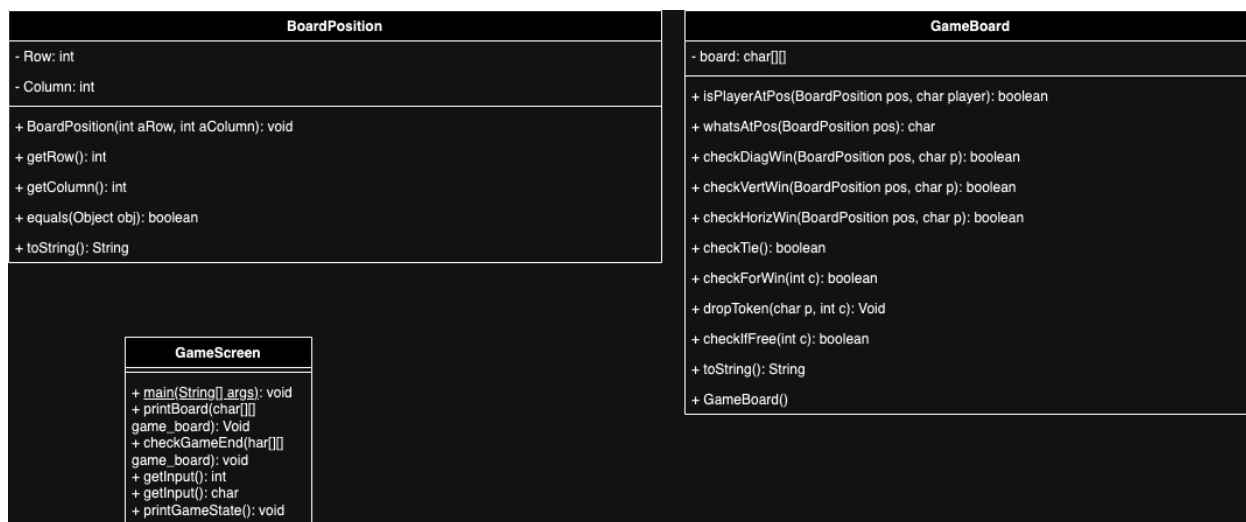 BoardPosition
- Row: int
- Column: int
+ BoardPosition(int aRow, int aColumn): void
+ getRow(): int
+ getColumn(): int
+ equals(Object obj): boolean
+ toString(): String
GameBoard
- board: char[][]
+ isPlayerAtPos(BoardPosition pos, char player): boolean
+ whatsAtPos(BoardPosition pos): char
+ checkDiagWin(BoardPosition pos, char p): boolean
+ checkVertWin(BoardPosition pos, char p): boolean
+ checkHorizWin(BoardPosition pos, char p): boolean
+ checkTie(): boolean
+ checkForWin(int c): boolean
+ dropToken(char p, int c): Void
+ checkIfFree(int c): boolean
+ toString(): String
+ GameBoard()
GameScreen
+ main(String[] args): void
+ printBoard(char[][]
game_board): Void
+ checkGameEnd(har[][]
game_board): void
+ getInput(): int
+ getInput(): char
+ printGameState(): void